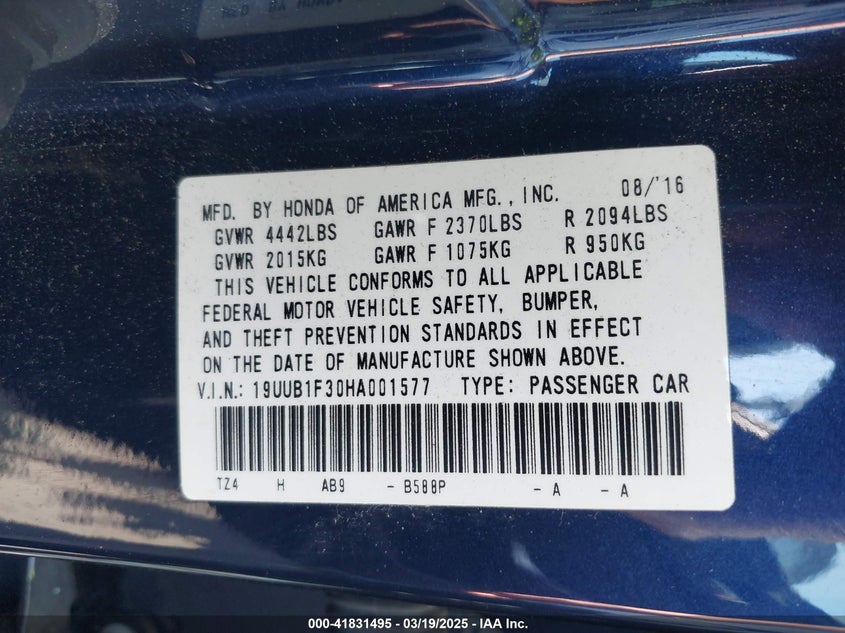 MFD. BY HONDA OF AMERICA MFG., INC. 08/'16
GVWR 4442LBS GAWR F 2370LBS R 2094LBS
GVWR 2015KG GAWR F 1075KG R 950KG
THIS VEHICLE CONFORMS TO ALL APPLICABLE
FEDERAL MOTOR VEHICLE SAFETY, BUMPER,
AND THEFT PREVENTION STANDARDS IN EFFECT
ON THE DATE OF MANUFACTURE SHOWN ABOVE.
V.I.N.: 19UUB1F30HA001577 TYPE: PASSENGER CAR
TZ4 H AB9 - B588P - A - A
000-41831495 — 03/19/2025 — IAA Inc.